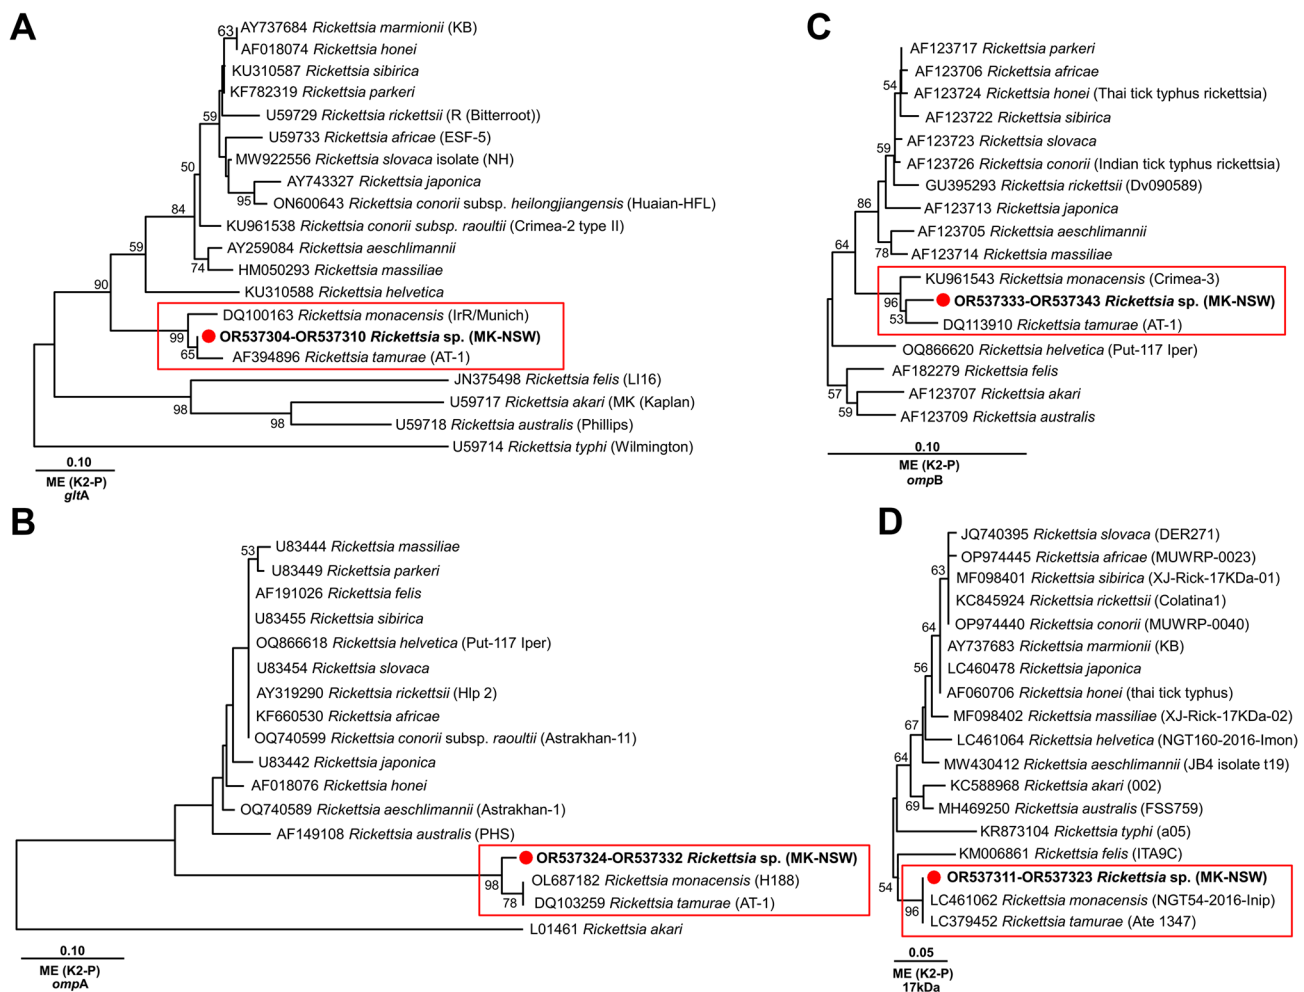 A
63
AY737684 Rickettsia marmionii (KB)
AF018074 Rickettsia honei
KU310587 Rickettsia sibirica
KF782319 Rickettsia parkeri
U59729 Rickettsia rickettsii (R (Bitterroot))
59
U59733 Rickettsia africae (ESF-5)
MW922556 Rickettsia slovaca isolate (NH)
50
AY743327 Rickettsia japonica
95
ON600643 Rickettsia conorii subsp. heilongjiangensis (Huaian-HFL)
84
KU961538 Rickettsia conorii subsp. raoultii (Crimea-2 type II)
59
AY259084 Rickettsia aeschlimannii
74
HM050293 Rickettsia massiliae
90
KU310588 Rickettsia helvetica
DQ100163 Rickettsia monacensis (IrR/Munich)
99
OR537304-OR537310 Rickettsia sp. (MK-NSW)
65
AF394896 Rickettsia tamurae (AT-1)
JN375498 Rickettsia felis (LI16)
98
U59717 Rickettsia akari (MK (Kaplan)
98
U59718 Rickettsia australis (Phillips)
U59714 Rickettsia typhi (Wilmington)
0.10
ME (K2-P)
gltA
B
53
U83444 Rickettsia massiliae
U83449 Rickettsia parkeri
AF191026 Rickettsia felis
U83455 Rickettsia sibirica
OQ866618 Rickettsia helvetica (Put-117 Iper)
U83454 Rickettsia slovaca
AY319290 Rickettsia rickettsii (Hlp 2)
KF660530 Rickettsia africae
OQ740599 Rickettsia conorii subsp. raoultii (Astrakhan-11)
U83442 Rickettsia japonica
AF018076 Rickettsia honei
OQ740589 Rickettsia aeschlimannii (Astrakhan-1)
AF149108 Rickettsia australis (PHS)
OR537324-OR537332 Rickettsia sp. (MK-NSW)
98
OL687182 Rickettsia monacensis (H188)
78
DQ103259 Rickettsia tamurae (AT-1)
L01461 Rickettsia akari
0.10
ME (K2-P)
ompA
C
AF123717 Rickettsia parkeri
AF123706 Rickettsia africae
54
AF123724 Rickettsia honei (Thai tick typhus rickettsia)
AF123722 Rickettsia sibirica
AF123723 Rickettsia slovaca
59
AF123726 Rickettsia conorii (Indian tick typhus rickettsia)
GU395293 Rickettsia rickettsii (Dv090589)
86
AF123713 Rickettsia japonica
AF123705 Rickettsia aeschlimannii
64
78
AF123714 Rickettsia massiliae
KU961543 Rickettsia monacensis (Crimea-3)
96
OR537333-OR537343 Rickettsia sp. (MK-NSW)
53
DQ113910 Rickettsia tamurae (AT-1)
OQ866620 Rickettsia helvetica (Put-117 Iper)
AF182279 Rickettsia felis
57
AF123707 Rickettsia akari
59
AF123709 Rickettsia australis
0.10
ME (K2-P)
ompB
D
JQ740395 Rickettsia slovaca (DER271)
OP974445 Rickettsia africae (MUWRP-0023)
63
MF098401 Rickettsia sibirica (XJ-Rick-17KDa-01)
KC845924 Rickettsia rickettsii (Colatina1)
64
OP974440 Rickettsia conorii (MUWRP-0040)
AY737683 Rickettsia marmionii (KB)
56
LC460478 Rickettsia japonica
AF060706 Rickettsia honei (thai tick typhus)
67
MF098402 Rickettsia massiliae (XJ-Rick-17KDa-02)
LC461064 Rickettsia helvetica (NGT160-2016-Imon)
64
MW430412 Rickettsia aeschlimannii (JB4 isolate t19)
KC588968 Rickettsia akari (002)
69
MH469250 Rickettsia australis (FSS759)
KR873104 Rickettsia typhi (a05)
KM006861 Rickettsia felis (ITA9C)
54
OR537311-OR537323 Rickettsia sp. (MK-NSW)
96
LC461062 Rickettsia monacensis (NGT54-2016-Inip)
LC379452 Rickettsia tamurae (Ate 1347)
0.05
ME (K2-P)
17kDa